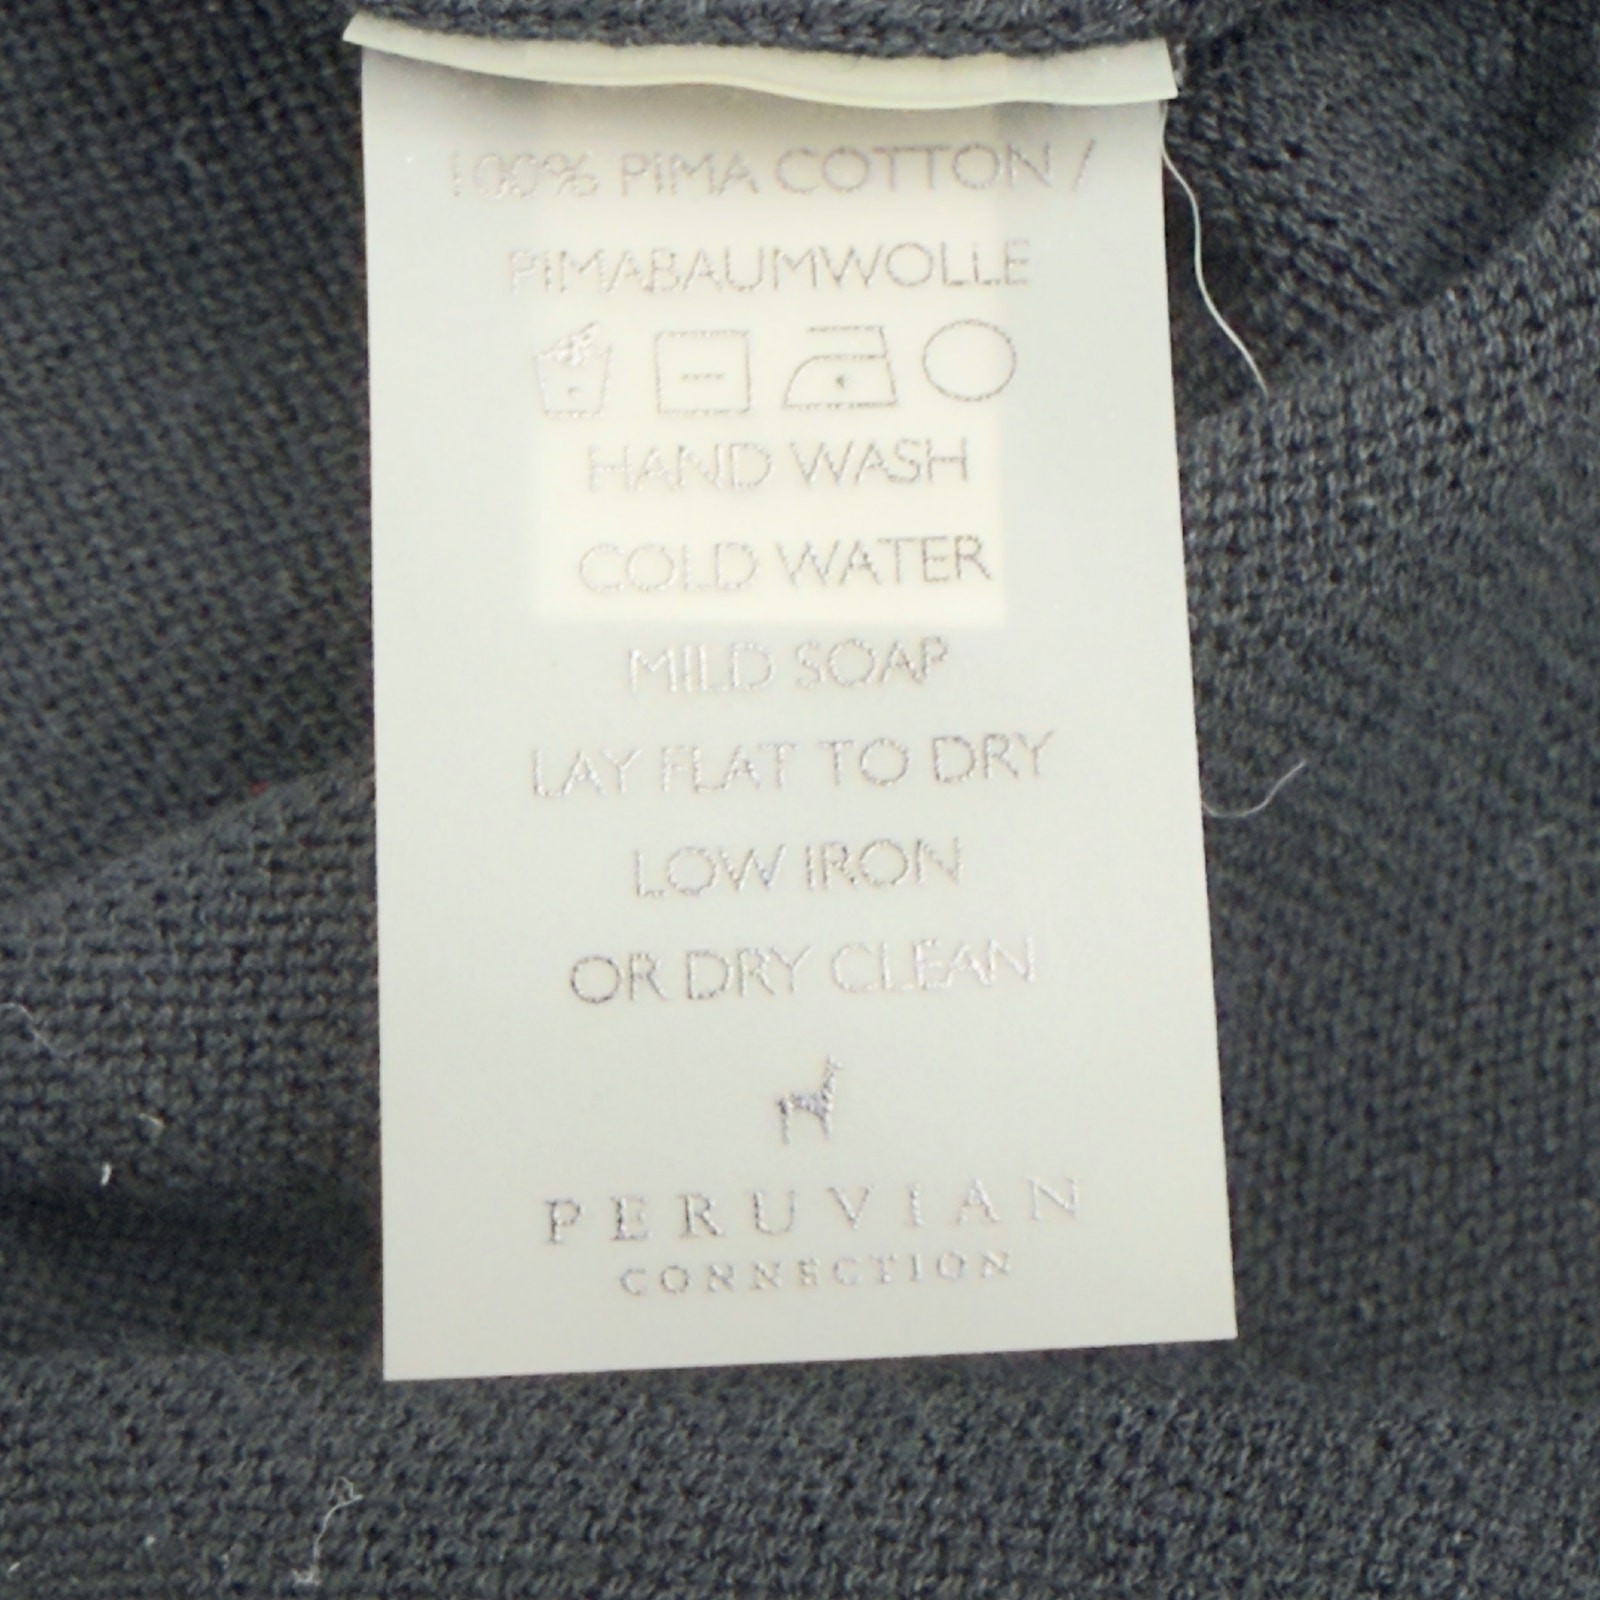 100% PIMA COTTON /
PIMABAUMWOLLE
HAND WASH
COLD WATER
MILD SOAP
LAY FLAT TO DRY
LOW IRON
OR DRY CLEAN
PERUVIAN
CONNECTION